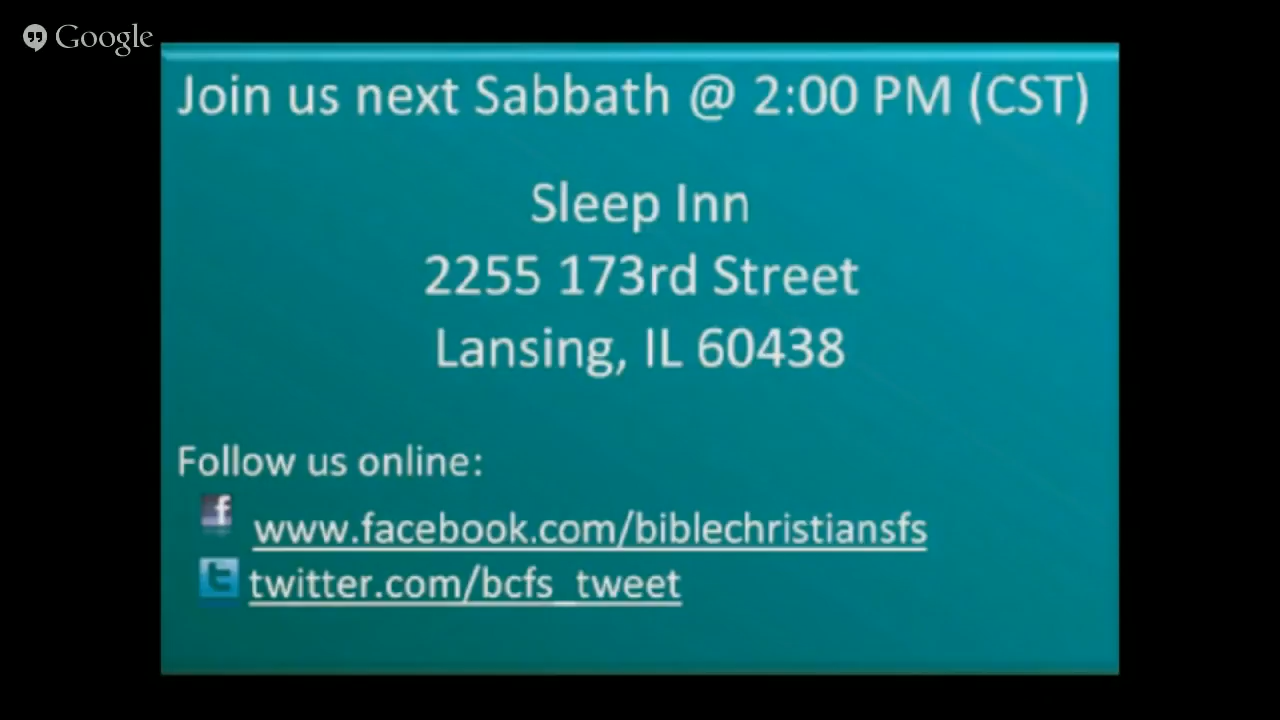 Google
Join us next Sabbath @ 2:00 PM (CST)
Sleep Inn
2255 173rd Street
Lansing, IL 60438
Follow us online:
f www.facebook.com/biblechristiansfs
t twitter.com/bcfs_tweet